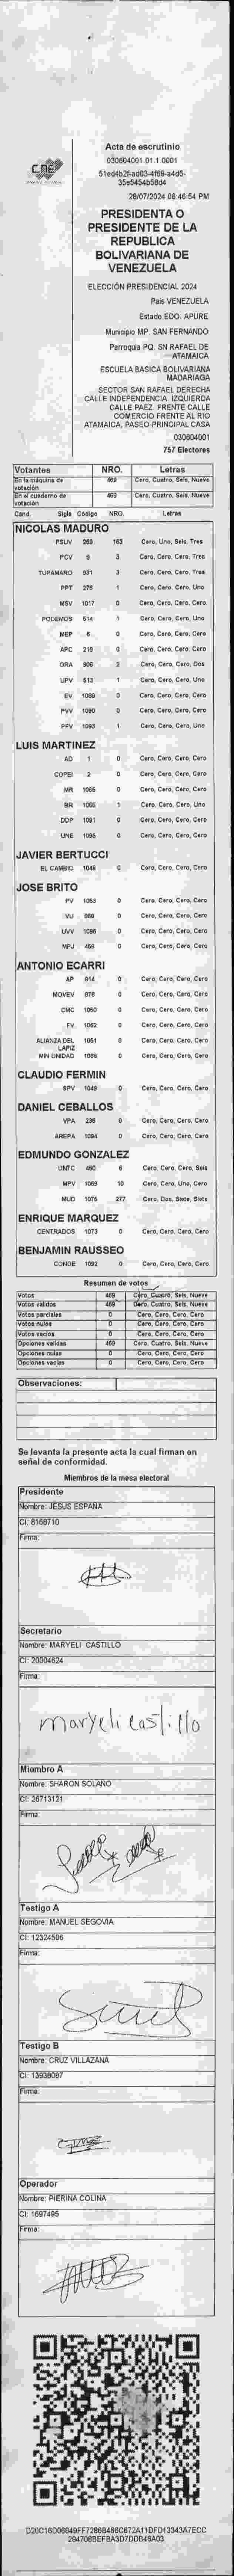 CNE
Acta de escrutinio
030604001.01.1.0001
28/07/2024 06:46:54 PM
PRESIDENTA O
PRESIDENTE DE LA
REPUBLICA
BOLIVARIANA DE
VENEZUELA
ELECCIÓN PRESIDENCIAL 2024
País VENEZUELA
Estado EDO. APURE
Municipio MP. SAN FERNANDO
Parroquia PQ. SN RAFAEL DE
ATAMAICA
ESCUELA BASICA BOLIVARIANA
MADARIAGA
SECTOR SAN RAFAEL DERECHA
CALLE INDEPENDENCIA. IZQUIERDA
CALLE PAEZ. FRENTE CALLE
COMERCIO FRENTE AL RIO
ATAMAICA, PASEO PRINCIPAL CASA
030604001
757 Electores
Votantes NRO. Letras
En la máquina de votación 469 Cero, Cuatro, Seis, Nueve
En el cuaderno de votación 469 Cero, Cuatro, Seis, Nueve
Cand. Sigla Código NRO. Letras
NICOLAS MADURO
PSUV 269 163 Cero, Uno, Seis, Tres
PCV 9 3 Cero, Cero, Cero, Tres
TUPAMARO 931 3 Cero, Cero, Cero, Tres
PPT 276 1 Cero, Cero, Cero, Uno
MSV 1017 0 Cero, Cero, Cero, Cero
PODEMOS 514 1 Cero, Cero, Cero, Uno
MEP 6 0 Cero, Cero, Cero, Cero
APC 219 0 Cero, Cero, Cero, Cero
ORA 906 2 Cero, Cero, Cero, Dos
UPV 513 1 Cero, Cero, Cero, Uno
EV 1089 0 Cero, Cero, Cero, Cero
PVV 1090 0 Cero, Cero, Cero, Cero
PFV 1093 1 Cero, Cero, Cero, Uno
LUIS MARTINEZ
AD 1 0 Cero, Cero, Cero, Cero
COPEI 2 0 Cero, Cero, Cero, Cero
MR 1065 0 Cero, Cero, Cero, Cero
BR 1066 1 Cero, Cero, Cero, Uno
DDP 1091 0 Cero, Cero, Cero, Cero
UNE 1095 0 Cero, Cero, Cero, Cero
JAVIER BERTUCCI
EL CAMBIO 1048 0 Cero, Cero, Cero, Cero
JOSE BRITO
PV 1053 0 Cero, Cero, Cero, Cero
VU 869 0 Cero, Cero, Cero, Cero
UVV 1096 0 Cero, Cero, Cero, Cero
MPJ 458 0 Cero, Cero, Cero, Cero
ANTONIO ECARRI
AP 914 0 Cero, Cero, Cero, Cero
MOVEV 878 0 Cero, Cero, Cero, Cero
CMC 1050 0 Cero, Cero, Cero, Cero
FV 1062 0 Cero, Cero, Cero, Cero
ALIANZA DEL LAPIZ 1051 0 Cero, Cero, Cero, Cero
MIN UNIDAD 1068 0 Cero, Cero, Cero, Cero
CLAUDIO FERMIN
SPV 1049 0 Cero, Cero, Cero, Cero
DANIEL CEBALLOS
VPA 236 0 Cero, Cero, Cero, Cero
AREPA 1094 0 Cero, Cero, Cero, Cero
EDMUNDO GONZALEZ
UNTC 460 6 Cero, Cero, Cero, Seis
MPV 1069 10 Cero, Cero, Uno, Cero
MUD 1075 277 Cero, Dos, Siete, Siete
ENRIQUE MARQUEZ
CENTRADOS 1073 0 Cero, Cero, Cero, Cero
BENJAMIN RAUSSEO
CONDE 1092 0 Cero, Cero, Cero, Cero
Resumen de votos
Votos 469 Cero, Cuatro, Seis, Nueve
Votos validos 469 Cero, Cuatro, Seis, Nueve
Votos parciales 0 Cero, Cero, Cero, Cero
Votos nulos 0 Cero, Cero, Cero, Cero
Votos vacios 0 Cero, Cero, Cero, Cero
Opciones validas 469 Cero, Cuatro, Seis, Nueve
Opciones nulas 0 Cero, Cero, Cero, Cero
Opciones vacias 0 Cero, Cero, Cero, Cero
Observaciones:
Se levanta la presente acta la cual firman en
señal de conformidad.
Miembros de la mesa electoral
Presidente
Nombre: JESUS ESPAÑA
CI: 8168710
Firma:
Secretario
Nombre: MARYELI CASTILLO
CI: 20004624
Firma:
maryeli castillo
Miembro A
Nombre: SHARON SOLANO
CI: 26713121
Firma:
Testigo A
Nombre: MANUEL SEGOVIA
CI: 12324506
Firma:
Testigo B
Nombre: CRUZ VILLAZANA
CI: 13938087
Firma:
Operador
Nombre: PIERINA COLINA
CI: 1697495
Firma: